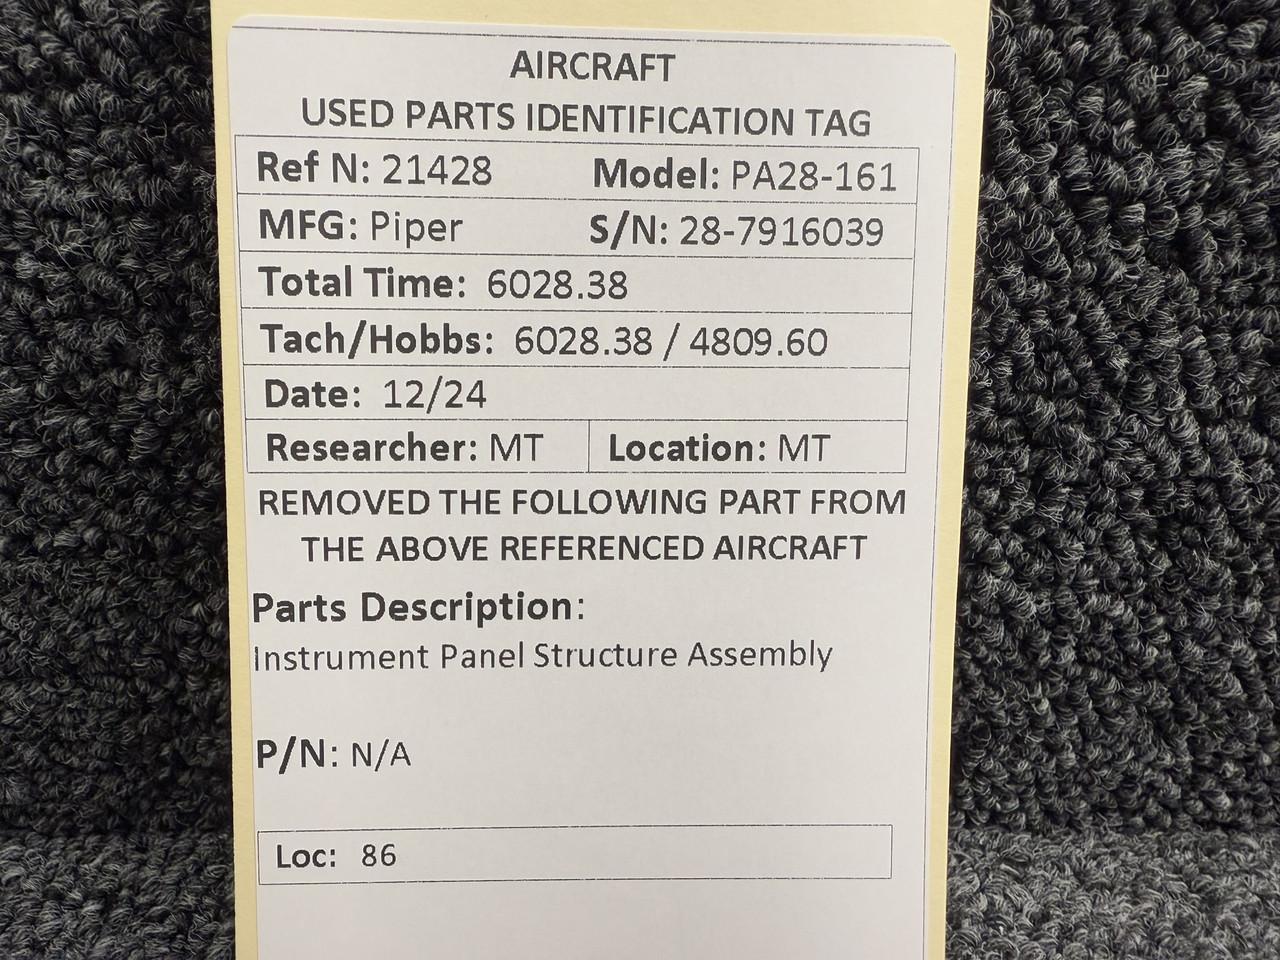 AIRCRAFT
USED PARTS IDENTIFICATION TAG
Ref N: 21428 Model: PA28-161
MFG: Piper S/N: 28-7916039
Total Time: 6028.38
Tach/Hobbs: 6028.38 / 4809.60
Date: 12/24
Researcher: MT Location: MT
REMOVED THE FOLLOWING PART FROM
THE ABOVE REFERENCED AIRCRAFT
Parts Description:
Instrument Panel Structure Assembly
P/N: N/A
Loc: 86